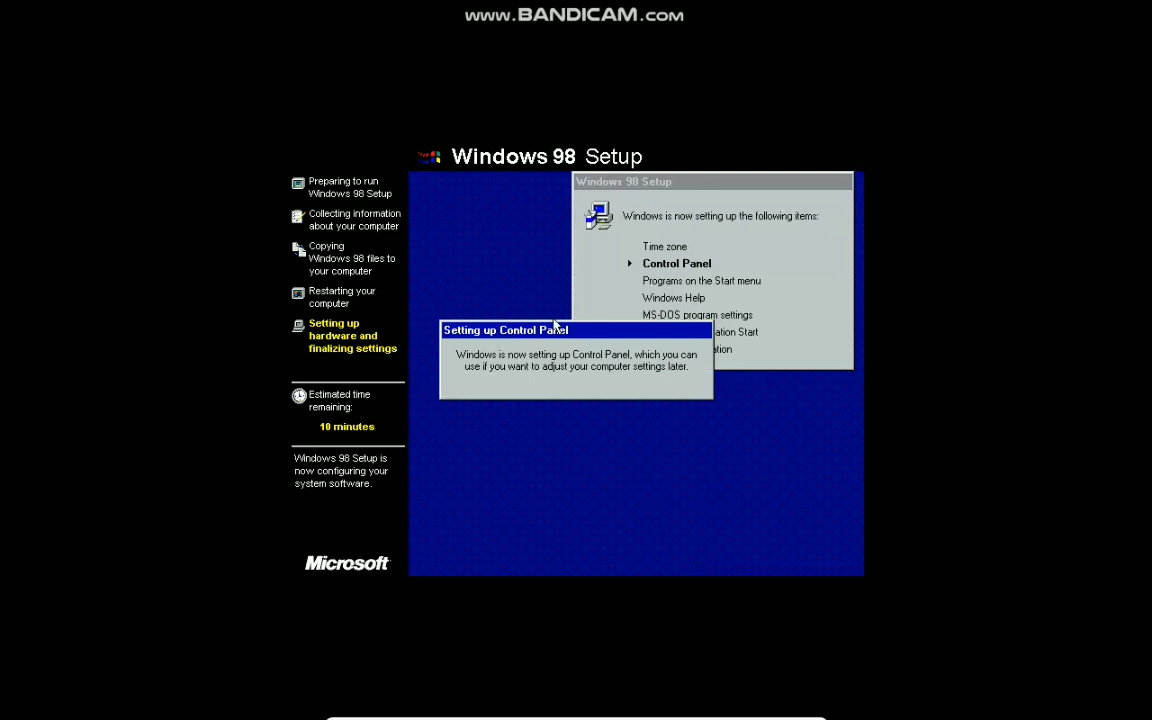 www.BANDICAM.com
Windows 98 Setup
Preparing to run
Windows 98 Setup
Collecting information
about your computer
Copying
Windows 98 files to
your computer
Restarting your
computer
Setting up
hardware and
finalizing settings
Estimated time
remaining:
10 minutes
Windows 98 Setup is
now configuring your
system software.
Microsoft
Windows 98 Setup
Windows is now setting up the following items:
Time zone
Control Panel
Programs on the Start menu
Windows Help
MS-DOS program settings
ation Start
ation
Setting up Control Panel
Windows is now setting up Control Panel, which you can
use if you want to adjust your computer settings later.